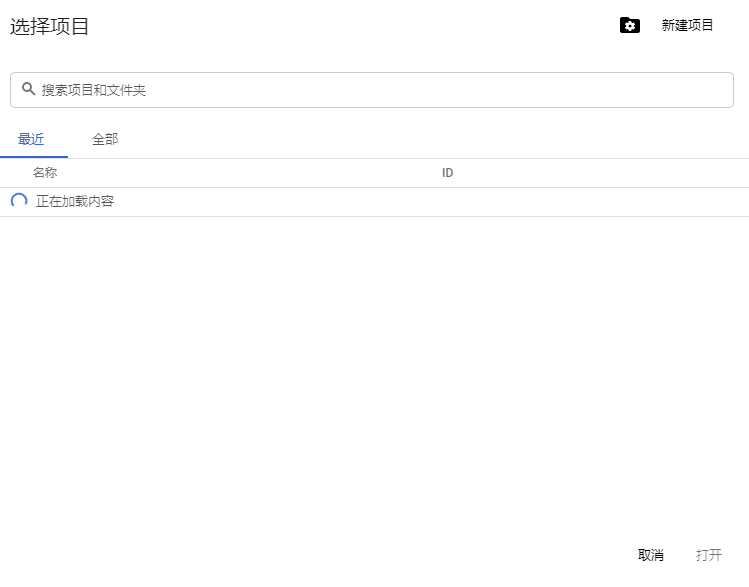 选择项目
新建项目
搜索项目和文件夹
最近 全部
名称 ID
正在加载内容
取消 打开